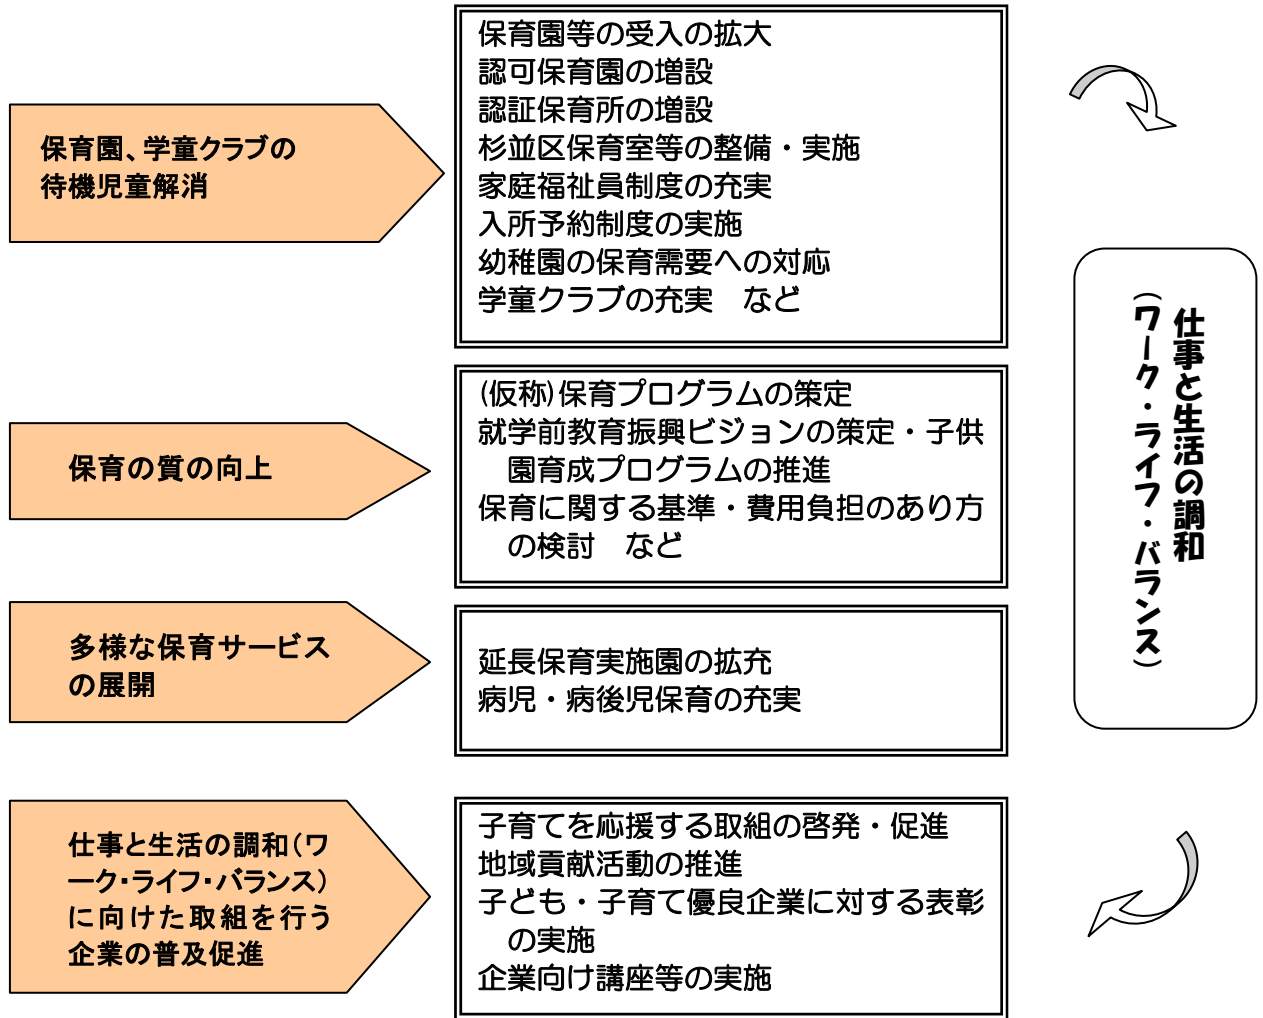 保育園、学童クラブの
待機児童解消
保育園等の受入の拡大
認可保育園の増設
認証保育所の増設
杉並区保育室等の整備・実施
家庭福祉員制度の充実
入所予約制度の実施
幼稚園の保育需要への対応
学童クラブの充実　など
保育の質の向上
(仮称)保育プログラムの策定
就学前教育振興ビジョンの策定・子供
園育成プログラムの推進
保育に関する基準・費用負担のあり方
の検討　など
多様な保育サービス
の展開
延長保育実施園の拡充
病児・病後児保育の充実
仕事と生活の調和(ワ
ーク・ライフ・バランス)
に向けた取組を行う
企業の普及促進
子育てを応援する取組の啓発・促進
地域貢献活動の推進
子ども・子育て優良企業に対する表彰
の実施
企業向け講座等の実施
仕事と生活の調和
(ワーク・ライフ・バランス)